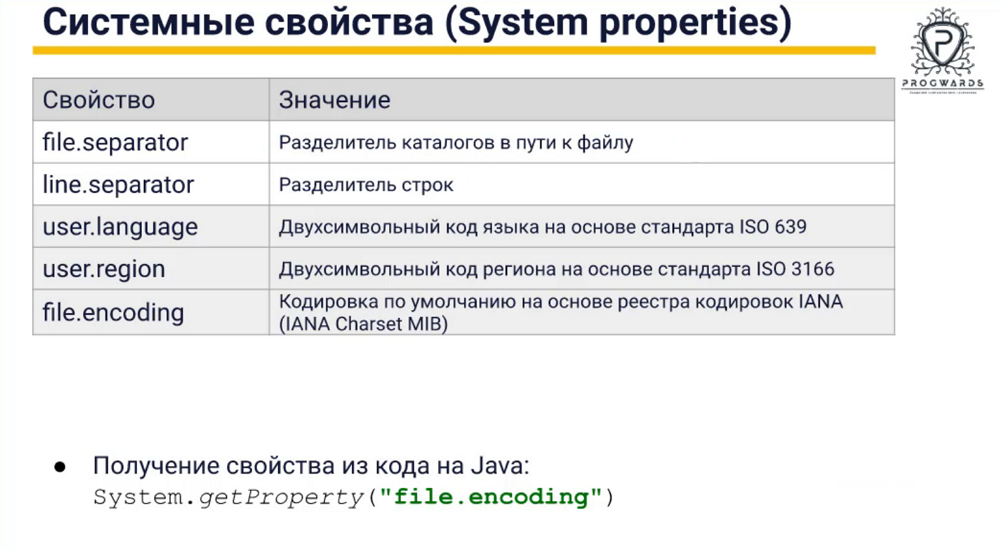 Системные свойства (System properties)
PROGWARDS
Свойство Значение
file.separator Разделитель каталогов в пути к файлу
line.separator Разделитель строк
user.language Двухсимвольный код языка на основе стандарта ISO 639
user.region Двухсимвольный код региона на основе стандарта ISO 3166
file.encoding Кодировка по умолчанию на основе реестра кодировок IANA
(IANA Charset MIB)
● Получение свойства из кода на Java:
System.getProperty("file.encoding")